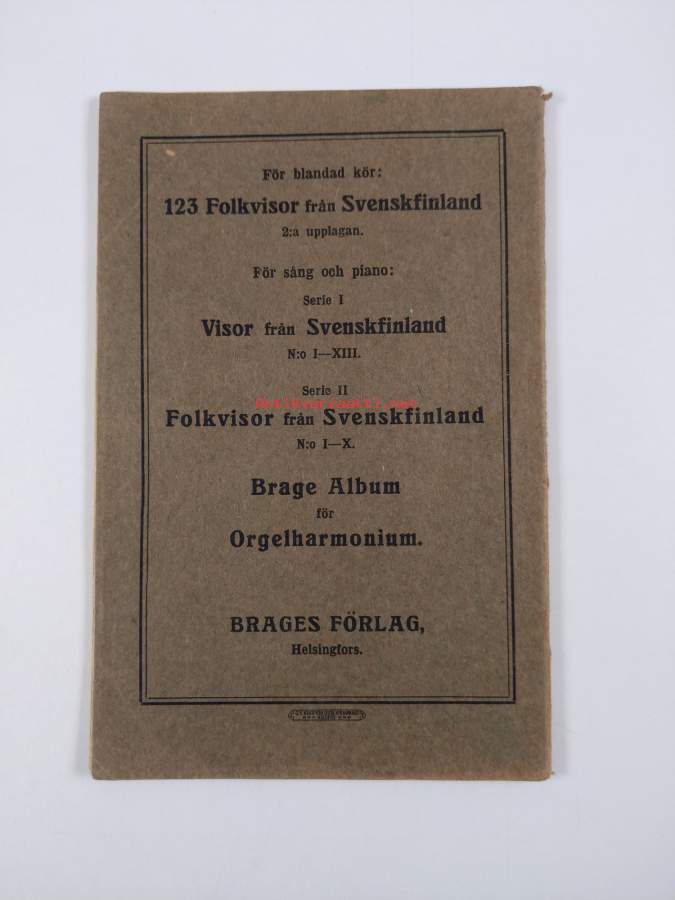 För blandad kör:
123 Folkvisor från Svenskfinland
2:a upplagan.
För sång och piano:
Serie I
Visor från Svenskfinland
N:o I—XIII.
Serie II
Folkvisor från Svenskfinland
N:o I—X.
Brage Album
för
Orgelharmonium.
BRAGES FÖRLAG,
Helsingfors.